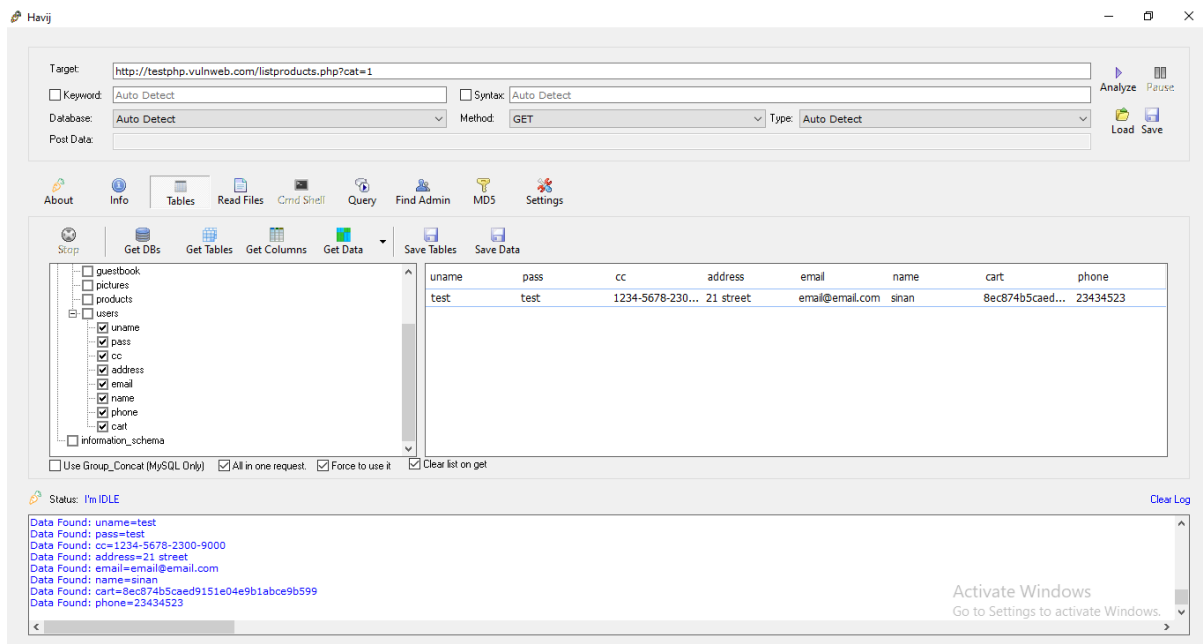 Havij
Target: http://testphp.vulnweb.com/listproducts.php?cat=1
Analyze Pause
Keyword: Auto Detect Syntax: Auto Detect
Database: Auto Detect Method: GET Type: Auto Detect
Load Save
Post Data:
About Info Tables Read Files Cmd Shell Query Find Admin MD5 Settings
Stop Get DBs Get Tables Get Columns Get Data Save Tables Save Data
guestbook
pictures
products
users
uname
pass
cc
address
email
name
phone
cart
information_schema
uname pass cc address email name cart phone
test test 1234-5678-230... 21 street email@email.com sinan 8ec874b5caed... 23434523
Use Group_Concat (MySQL Only) All in one request. Force to use it Clear list on get
Status: I'm IDLE Clear Log
Data Found: uname=test
Data Found: pass=test
Data Found: cc=1234-5678-2300-9000
Data Found: address=21 street
Data Found: email=email@email.com
Data Found: name=sinan
Data Found: cart=8ec874b5caed9151e04e9b1abce9b599
Data Found: phone=23434523
Activate Windows
Go to Settings to activate Windows.